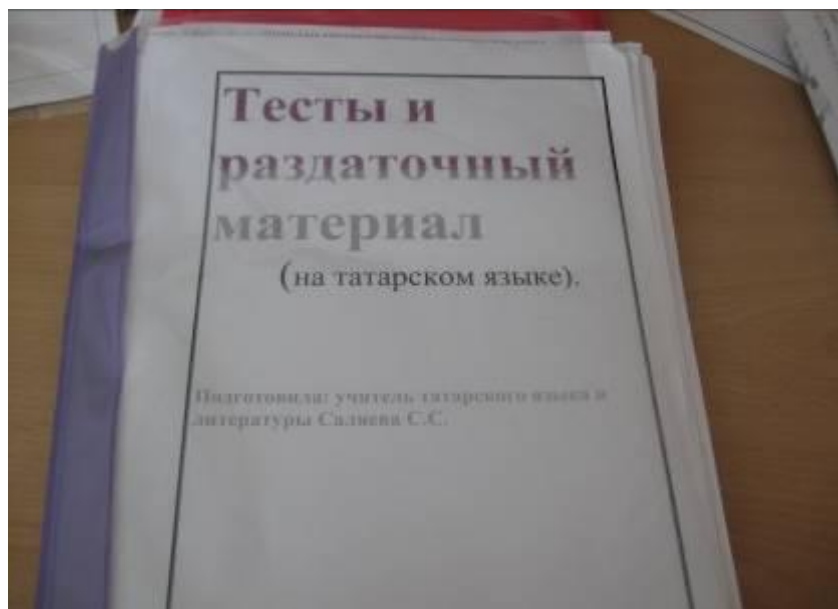 Тесты и
раздаточный
материал
(на татарском языке).
Подготовила: учитель татарского языка и
литературы Салиева С.С.